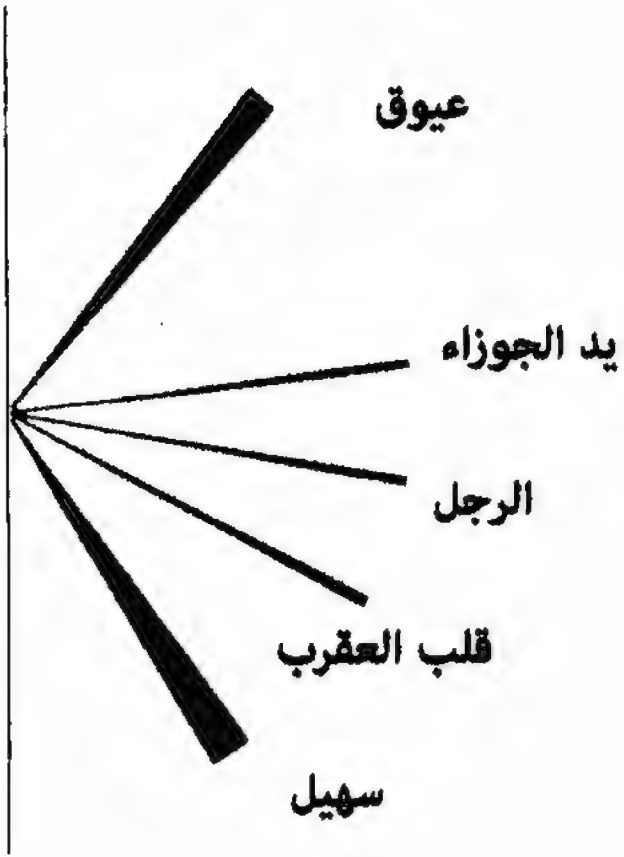 عيوق
يد الجوزاء
الرجل
قلب العقرب
سهيل